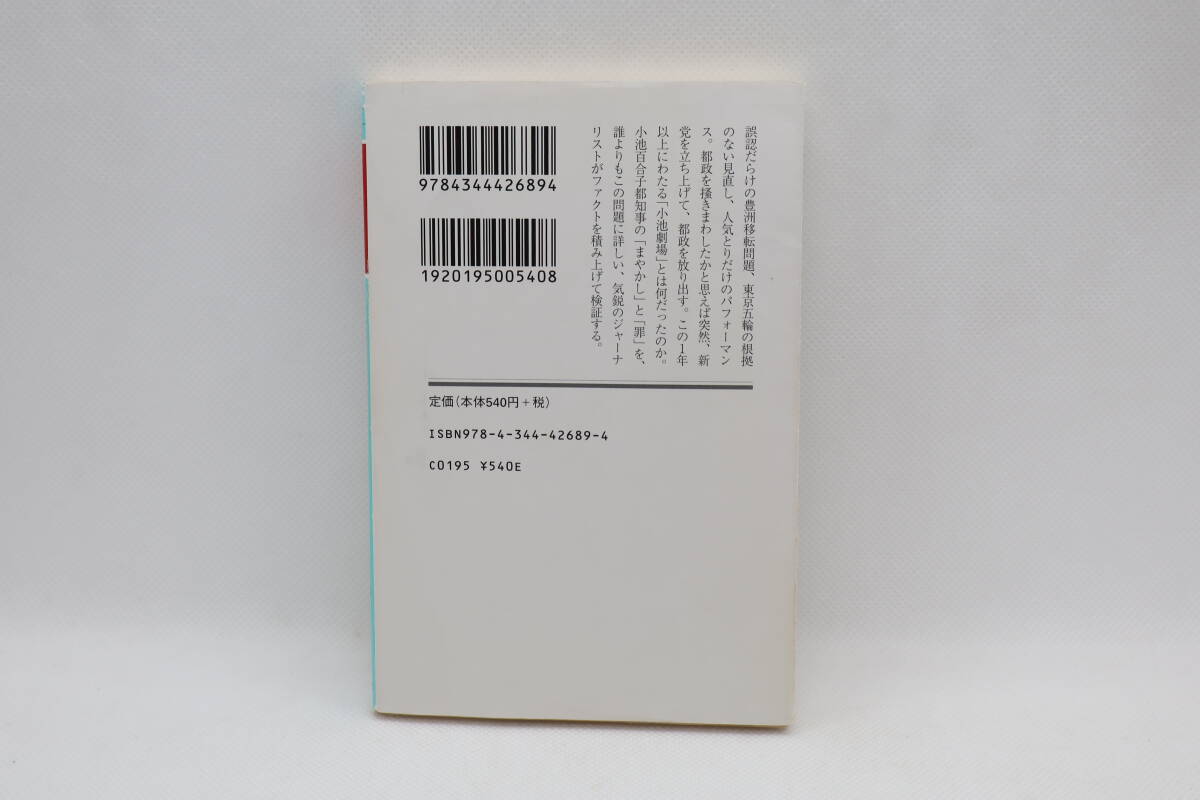 誤認だらけの豊洲移転問題、東京五輪の根拠
のない見直し、人気とりだけのパフォーマン
ス。都政を掻きまわしたかと思えば突然、新
党を立ち上げて、都政を放り出す。この1年
以上にわたる「小池劇場」とは何だったのか。
小池百合子都知事の「まやかし」と「罪」を、
誰よりもこの問題に詳しい、気鋭のジャーナ
リストがファクトを積み上げて検証する。
9784344426894
1920195005408
定価(本体540円+税)
ISBN978-4-344-42689-4
C0195 ¥540E